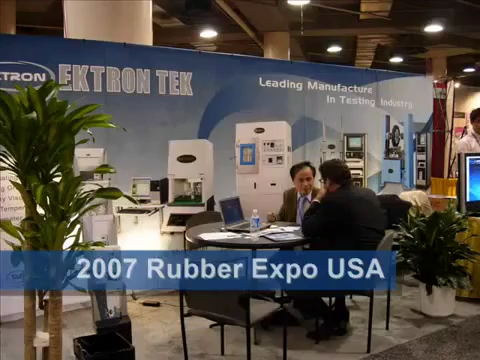 EKTRON TEK
Leading Manufacture
in Testing Industry
2007 Rubber Expo USA